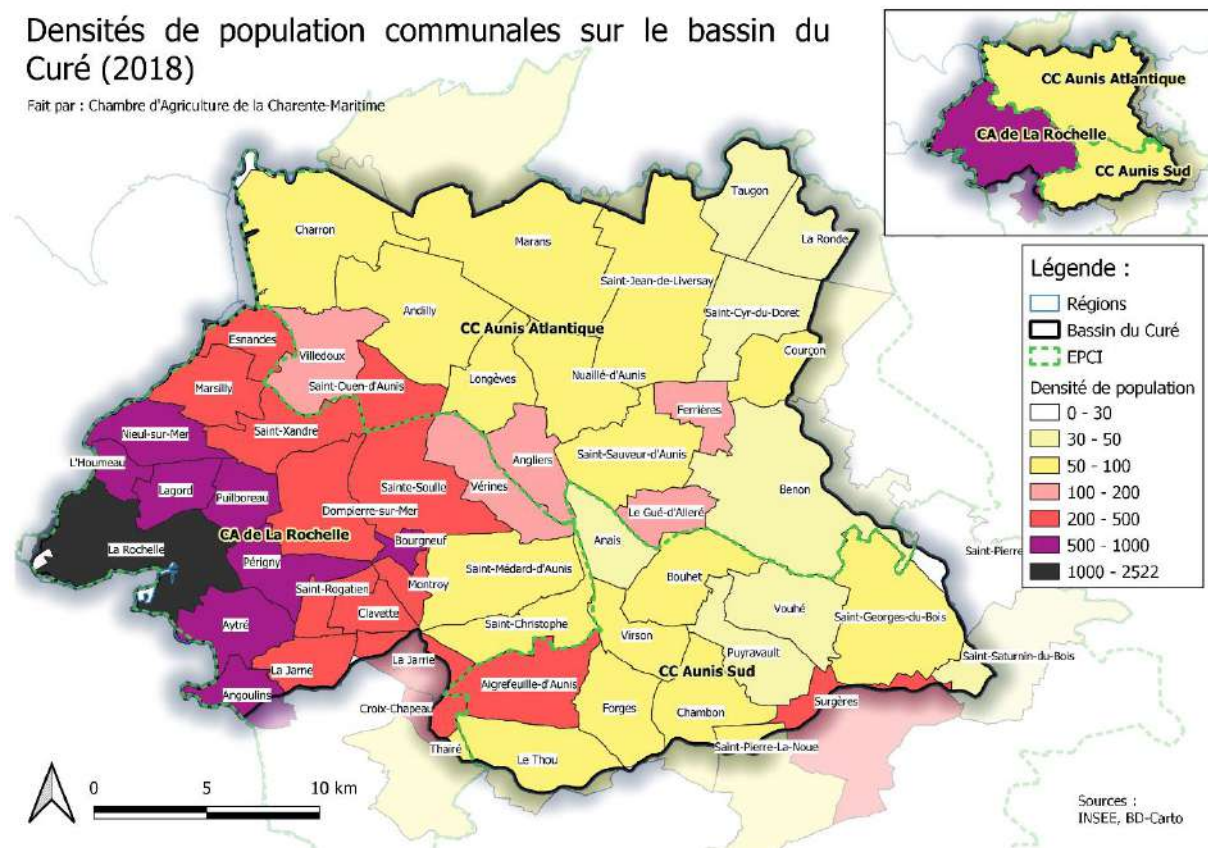 Densités de population communales sur le bassin du
Curé (2018)
Fait par : Chambre d'Agriculture de la Charente-Maritime
CC Aunis Atlantique
CA de La Rochelle
CC Aunis Sud
Légende :
Régions
Bassin du Curé
EPCI
Densité de population
0 - 30
30 - 50
50 - 100
100 - 200
200 - 500
500 - 1000
1000 - 2522
Taugon
Charron
Marans
La Ronde
Saint-Jean-de-Liversay
Andilly
Saint-Cyr-du-Doret
CC Aunis Atlantique
Esnandes
Villedoux
Courçon
Saint-Ouen-d'Aunis
Longèves
Nuaillé-d'Aunis
Marsilly
Ferrières
Nieul-sur-Mer
Saint-Xandre
Angliers
Saint-Sauveur-d'Aunis
L'Houmeau
Lagord
Puilboreau
Sainte-Soulle
Vérines
Benon
Dompierre-sur-Mer
Le Gué-d'Alleré
CA de La Rochelle
Bourgneuf
Anais
La Rochelle
Saint-Pierre
Périgny
Saint-Médard-d'Aunis
Bouhet
Saint-Rogatien
Montroy
Vouhé
Clavette
Saint-Georges-du-Bois
Aytré
Saint-Christophe
Virson
Puyravault
Saint-Saturnin-du-Bois
La Jarne
La Jarrie
CC Aunis Sud
Aigrefeuille-d'Aunis
Angoulins
Surgères
Croix-Chapeau
Forges
Chambon
Thairé
Le Thou
Saint-Pierre-La-Noue
0 5 10 km
Sources :
INSEE, BD-Carto